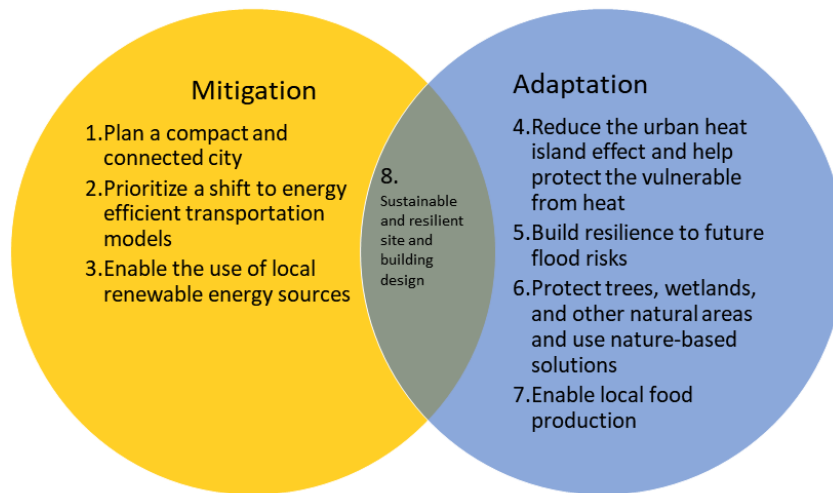 Mitigation
1.Plan a compact and
connected city
2.Prioritize a shift to energy
efficient transportation
models
3.Enable the use of local
renewable energy sources
8.
Sustainable
and resilient
site and
building
design
Adaptation
4.Reduce the urban heat
island effect and help
protect the vulnerable
from heat
5.Build resilience to future
flood risks
6.Protect trees, wetlands,
and other natural areas
and use nature-based
solutions
7.Enable local food
production